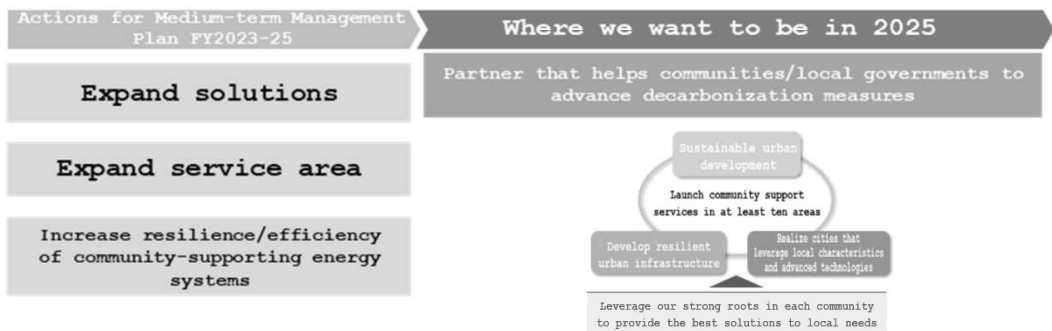 Actions for Medium-term Management
Plan FY2023-25
Where we want to be in 2025
Expand solutions
Expand service area
Increase resilience/efficiency
of community-supporting energy
systems
Partner that helps communities/local governments to
advance decarbonization measures
Sustainable urban
development
Launch community support
services in at least ten areas
Develop resilient
urban infrastructure
Realize cities that
leverage local characteristics
and advanced technologies
Leverage our strong roots in each community
to provide the best solutions to local needs